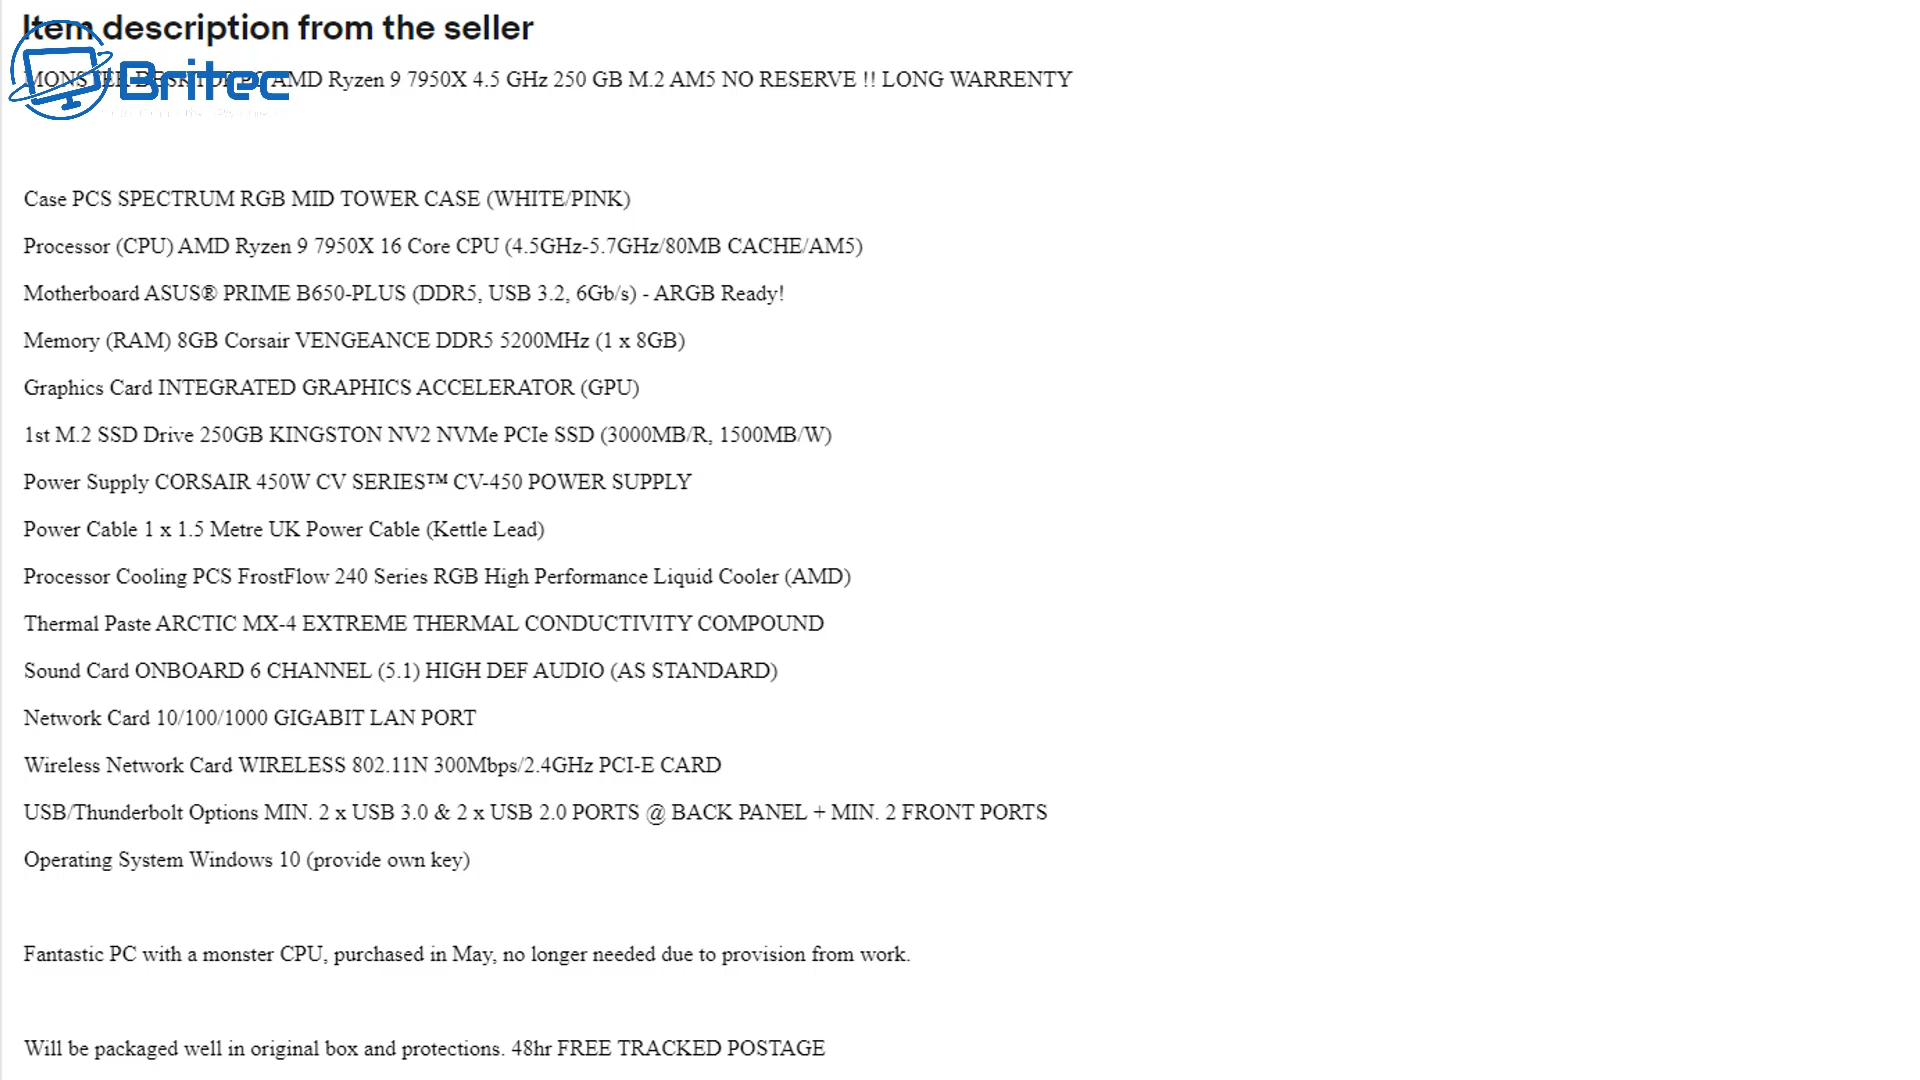 Item description from the seller
MONSTER DESKTOP PC AMD Ryzen 9 7950X 4.5 GHz 250 GB M.2 AM5 NO RESERVE !! LONG WARRENTY
Britec
Case PCS SPECTRUM RGB MID TOWER CASE (WHITE/PINK)
Processor (CPU) AMD Ryzen 9 7950X 16 Core CPU (4.5GHz-5.7GHz/80MB CACHE/AM5)
Motherboard ASUS® PRIME B650-PLUS (DDR5, USB 3.2, 6Gb/s) - ARGB Ready!
Memory (RAM) 8GB Corsair VENGEANCE DDR5 5200MHz (1 x 8GB)
Graphics Card INTEGRATED GRAPHICS ACCELERATOR (GPU)
1st M.2 SSD Drive 250GB KINGSTON NV2 NVMe PCIe SSD (3000MB/R, 1500MB/W)
Power Supply CORSAIR 450W CV SERIES™ CV-450 POWER SUPPLY
Power Cable 1 x 1.5 Metre UK Power Cable (Kettle Lead)
Processor Cooling PCS FrostFlow 240 Series RGB High Performance Liquid Cooler (AMD)
Thermal Paste ARCTIC MX-4 EXTREME THERMAL CONDUCTIVITY COMPOUND
Sound Card ONBOARD 6 CHANNEL (5.1) HIGH DEF AUDIO (AS STANDARD)
Network Card 10/100/1000 GIGABIT LAN PORT
Wireless Network Card WIRELESS 802.11N 300Mbps/2.4GHz PCI-E CARD
USB/Thunderbolt Options MIN. 2 x USB 3.0 & 2 x USB 2.0 PORTS @ BACK PANEL + MIN. 2 FRONT PORTS
Operating System Windows 10 (provide own key)
Fantastic PC with a monster CPU, purchased in May, no longer needed due to provision from work.
Will be packaged well in original box and protections. 48hr FREE TRACKED POSTAGE